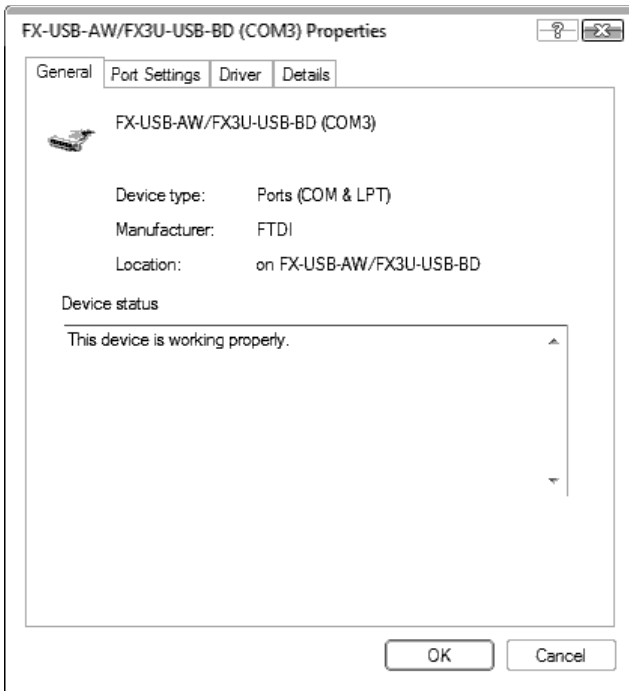 FX-USB-AW/FX3U-USB-BD (COM3) Properties
?
General Port Settings Driver Details
FX-USB-AW/FX3U-USB-BD (COM3)
Device type: Ports (COM & LPT)
Manufacturer: FTDI
Location: on FX-USB-AW/FX3U-USB-BD
Device status
This device is working properly.
OK Cancel